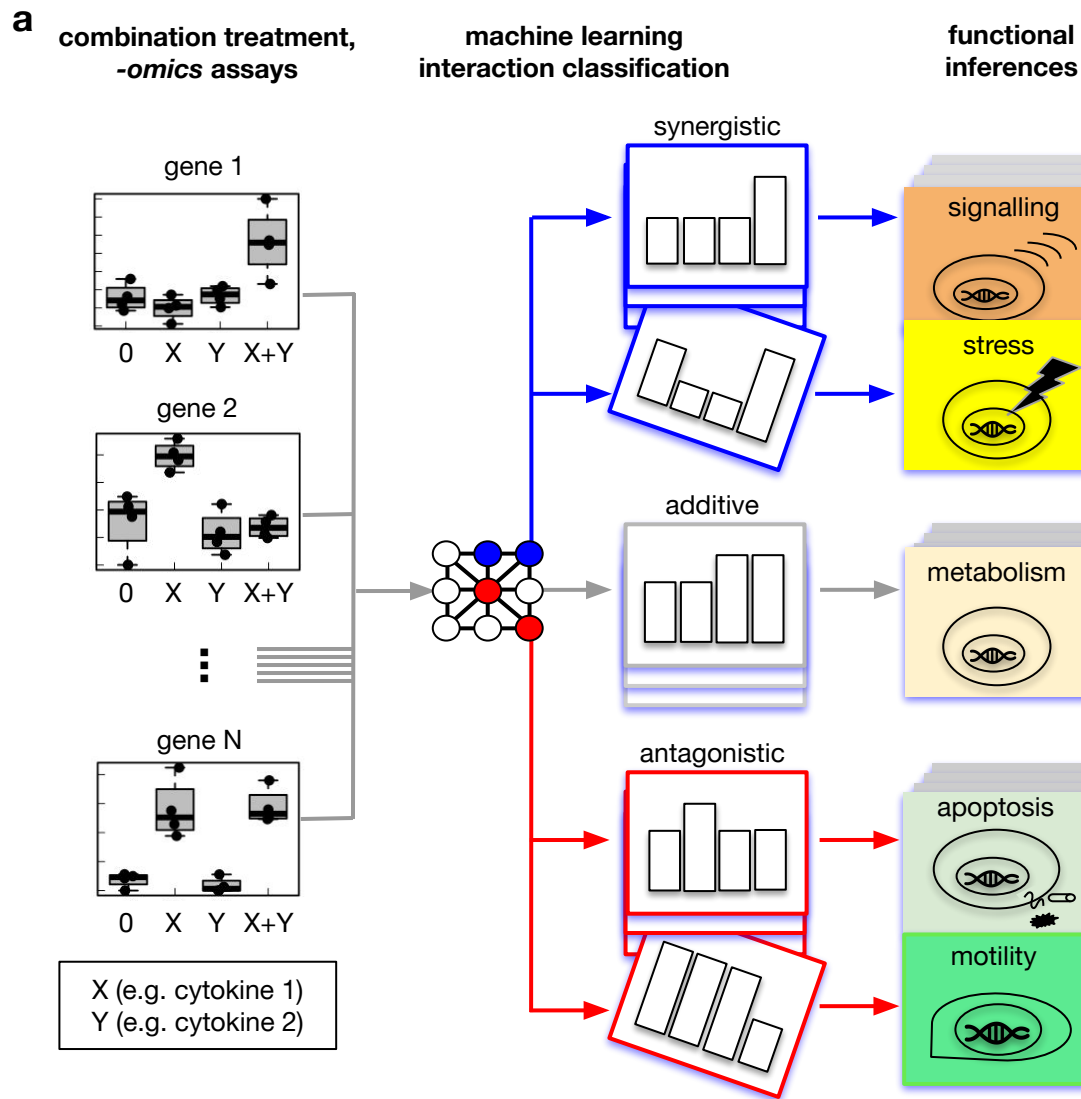 a
combination treatment,
-omics assays
machine learning
interaction classification
functional
inferences
gene 1
0 X Y X+Y
gene 2
0 X Y X+Y
⋮
gene N
0 X Y X+Y
X (e.g. cytokine 1)
Y (e.g. cytokine 2)
synergistic
additive
antagonistic
signalling
stress
metabolism
apoptosis
motility